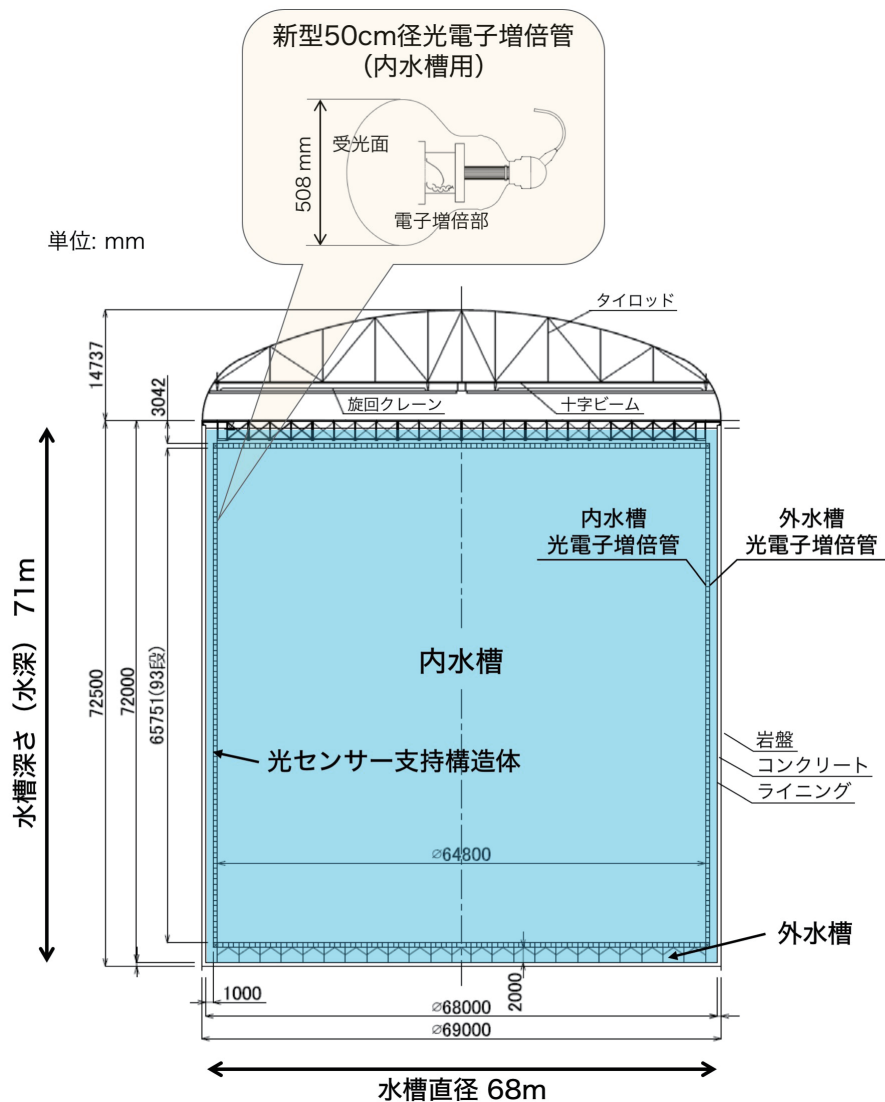 新型50cm径光電子増倍管
（内水槽用）
508 mm
受光面
電子増倍部
単位: mm
タイロッド
14737
3042
旋回クレーン
十字ビーム
内水槽
光電子増倍管
外水槽
光電子増倍管
水槽深さ（水深） 71m
72500
72000
65751(93段)
内水槽
光センサー支持構造体
岩盤
コンクリート
ライニング
⌀64800
外水槽
1000
2000
⌀68000
⌀69000
水槽直径 68m